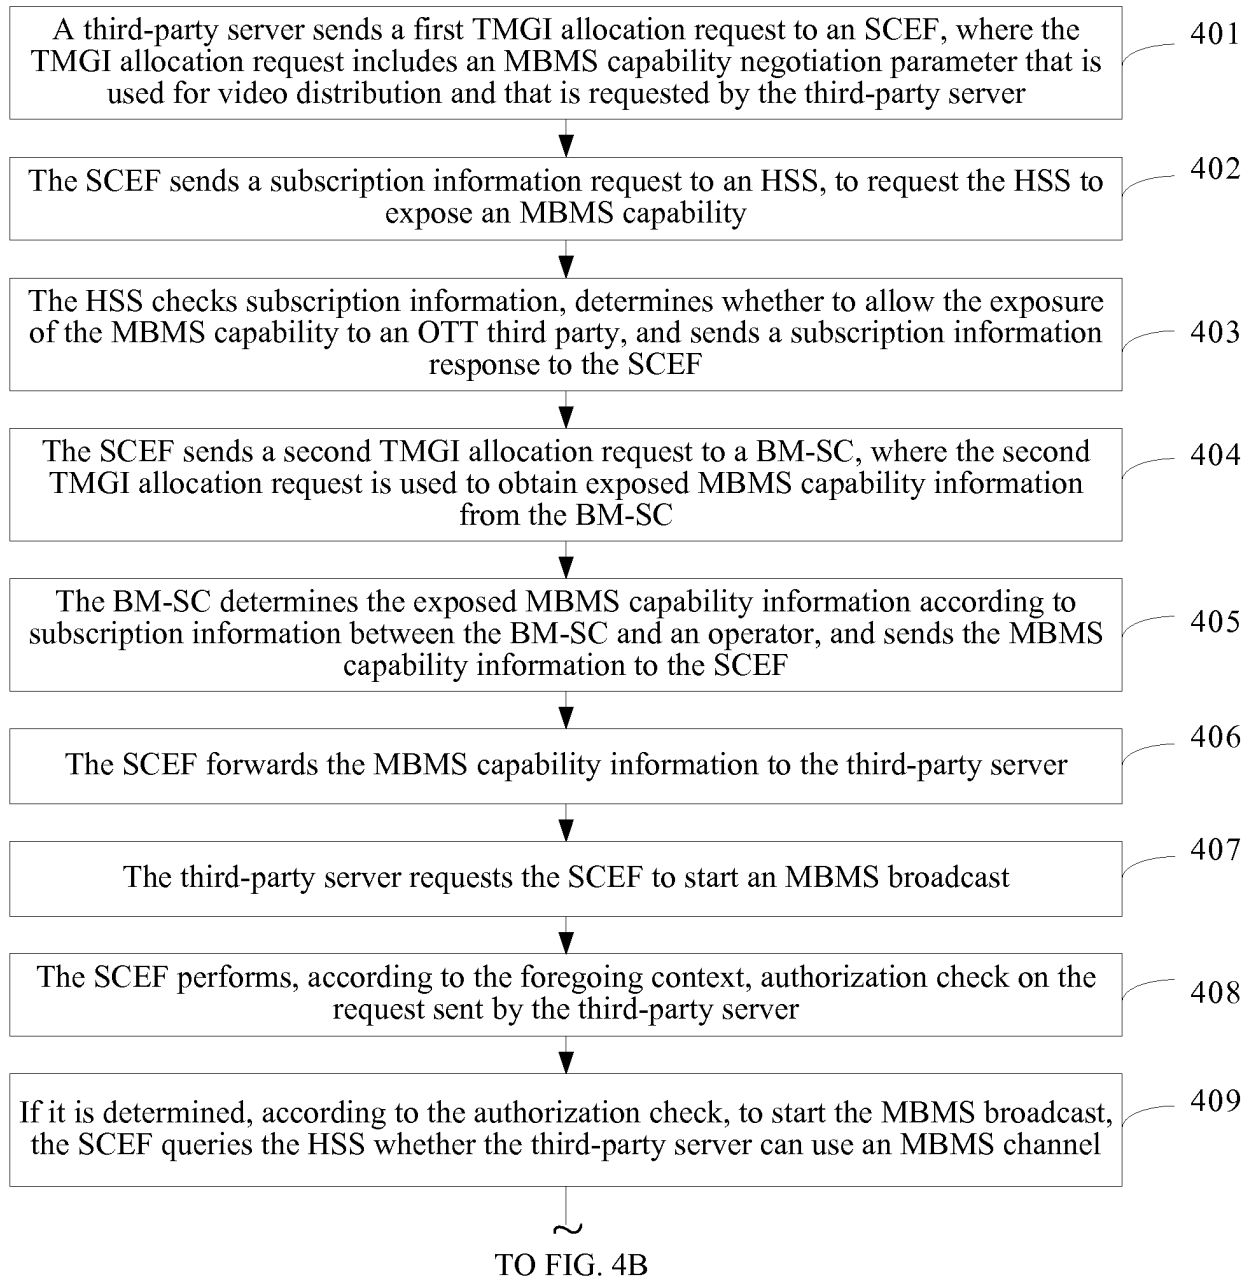 A third-party server sends a first TMGI allocation request to an SCEF, where the
TMGI allocation request includes an MBMS capability negotiation parameter that is
used for video distribution and that is requested by the third-party server
401
The SCEF sends a subscription information request to an HSS, to request the HSS to
expose an MBMS capability
402
The HSS checks subscription information, determines whether to allow the exposure
of the MBMS capability to an OTT third party, and sends a subscription information
response to the SCEF
403
The SCEF sends a second TMGI allocation request to a BM-SC, where the second
TMGI allocation request is used to obtain exposed MBMS capability information
from the BM-SC
404
The BM-SC determines the exposed MBMS capability information according to
subscription information between the BM-SC and an operator, and sends the MBMS
capability information to the SCEF
405
The SCEF forwards the MBMS capability information to the third-party server
406
The third-party server requests the SCEF to start an MBMS broadcast
407
The SCEF performs, according to the foregoing context, authorization check on the
request sent by the third-party server
408
If it is determined, according to the authorization check, to start the MBMS broadcast,
the SCEF queries the HSS whether the third-party server can use an MBMS channel
409
TO FIG. 4B